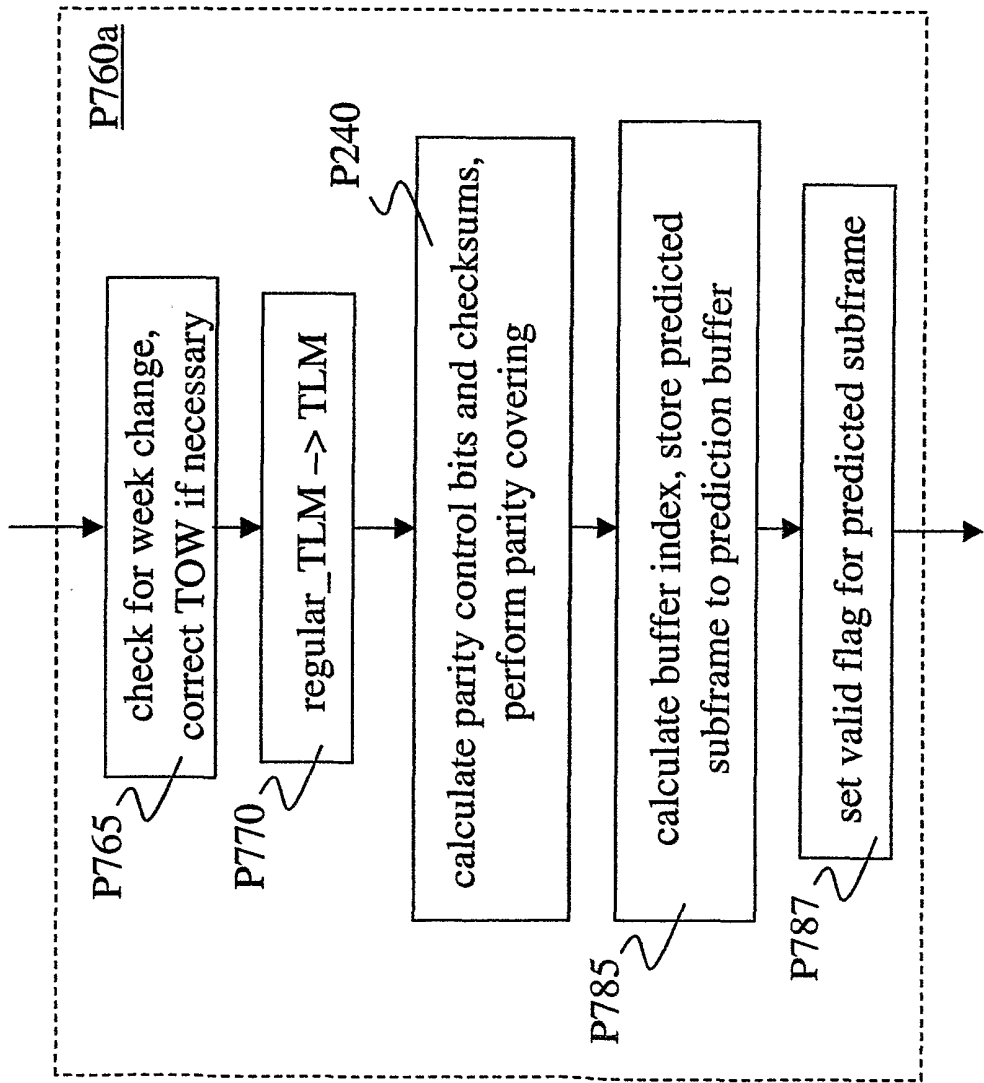 P760a
P765
check for week change,
correct TOW if necessary
P770
regular_TLM –> TLM
P240
calculate parity control bits and checksums,
perform parity covering
P785
calculate buffer index, store predicted
subframe to prediction buffer
P787
set valid flag for predicted subframe